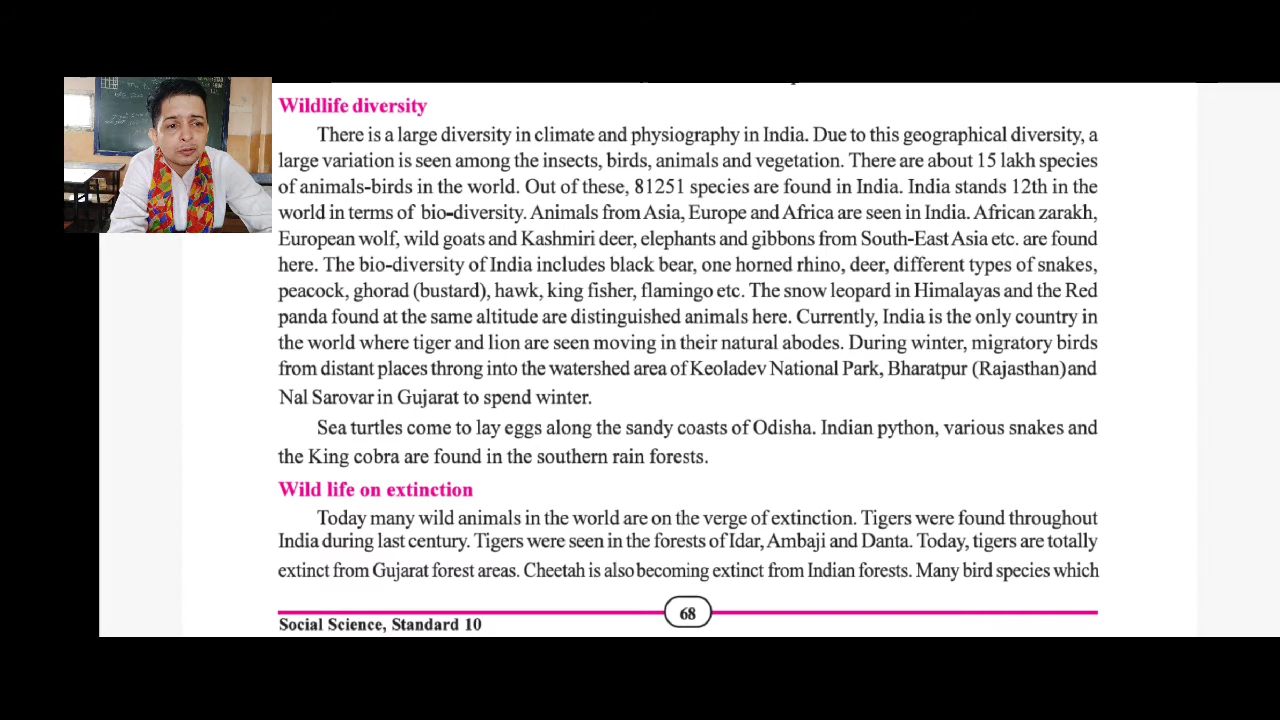 Wildlife diversity
There is a large diversity in climate and physiography in India. Due to this geographical diversity, a
large variation is seen among the insects, birds, animals and vegetation. There are about 15 lakh species
of animals-birds in the world. Out of these, 81251 species are found in India. India stands 12th in the
world in terms of bio-diversity. Animals from Asia, Europe and Africa are seen in India. African zarakh,
European wolf, wild goats and Kashmiri deer, elephants and gibbons from South-East Asia etc. are found
here. The bio-diversity of India includes black bear, one horned rhino, deer, different types of snakes,
peacock, ghorad (bustard), hawk, king fisher, flamingo etc. The snow leopard in Himalayas and the Red
panda found at the same altitude are distinguished animals here. Currently, India is the only country in
the world where tiger and lion are seen moving in their natural abodes. During winter, migratory birds
from distant places throng into the watershed area of Keoladev National Park, Bharatpur (Rajasthan) and
Nal Sarovar in Gujarat to spend winter.
Sea turtles come to lay eggs along the sandy coasts of Odisha. Indian python, various snakes and
the King cobra are found in the southern rain forests.
Wild life on extinction
Today many wild animals in the world are on the verge of extinction. Tigers were found throughout
India during last century. Tigers were seen in the forests of Idar, Ambaji and Danta. Today, tigers are totally
extinct from Gujarat forest areas. Cheetah is also becoming extinct from Indian forests. Many bird species which
68
Social Science, Standard 10